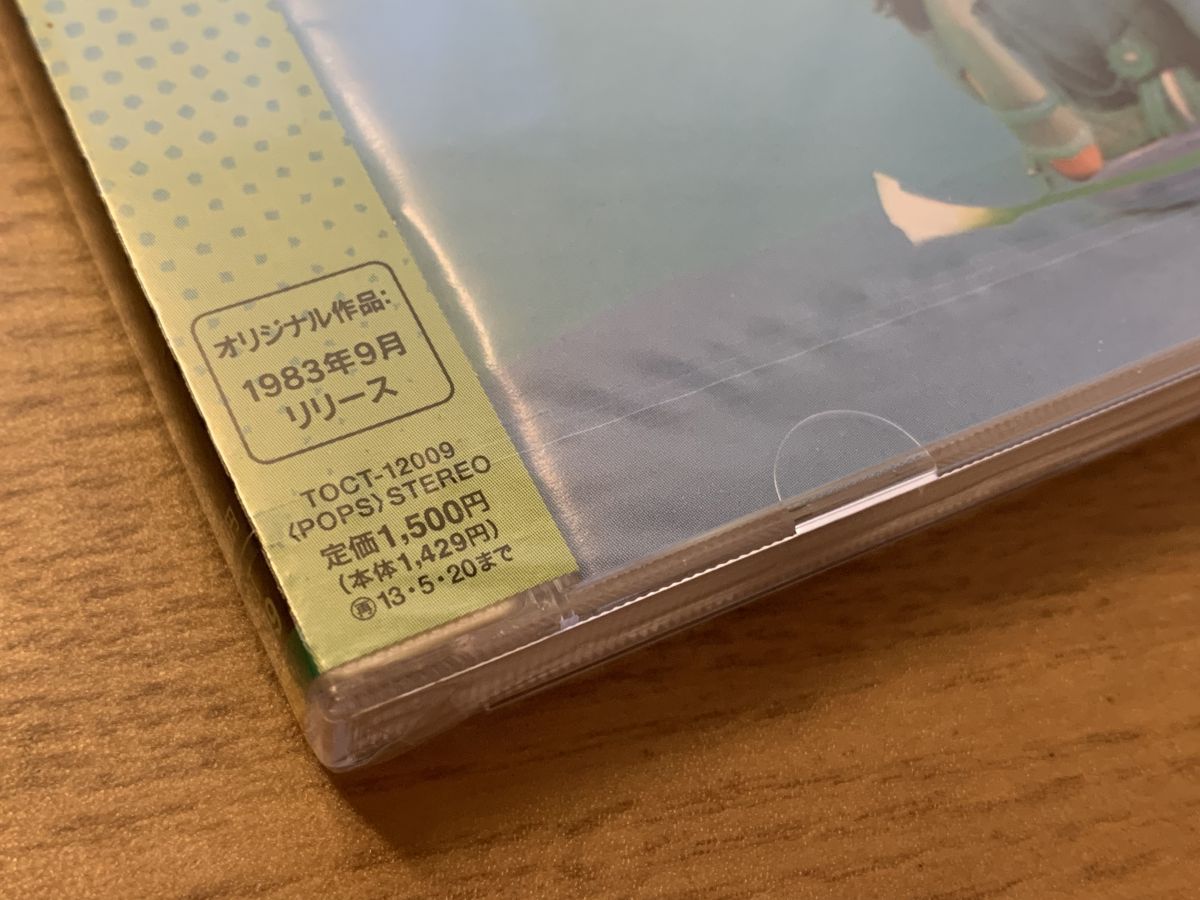 オリジナル作品:
1983年9月
リリース
TOCT-12009
〈POPS〉STEREO
定価1,500円
(本体1,429円)
㊢13・5・20まで